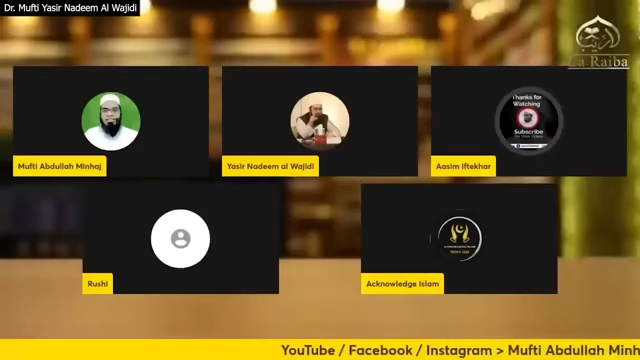 Dr. Mufti Yasir Nadeem Al Wajidi
La Raiba
Thanks for
Watching
Subscribe
Mufti Abdullah Minhaj
Yasir Nadeem al Wajidi
Aasim Iftekhar
Rushi
Acknowledge Islam
YouTube / Facebook / Instagram > Mufti Abdullah Minh